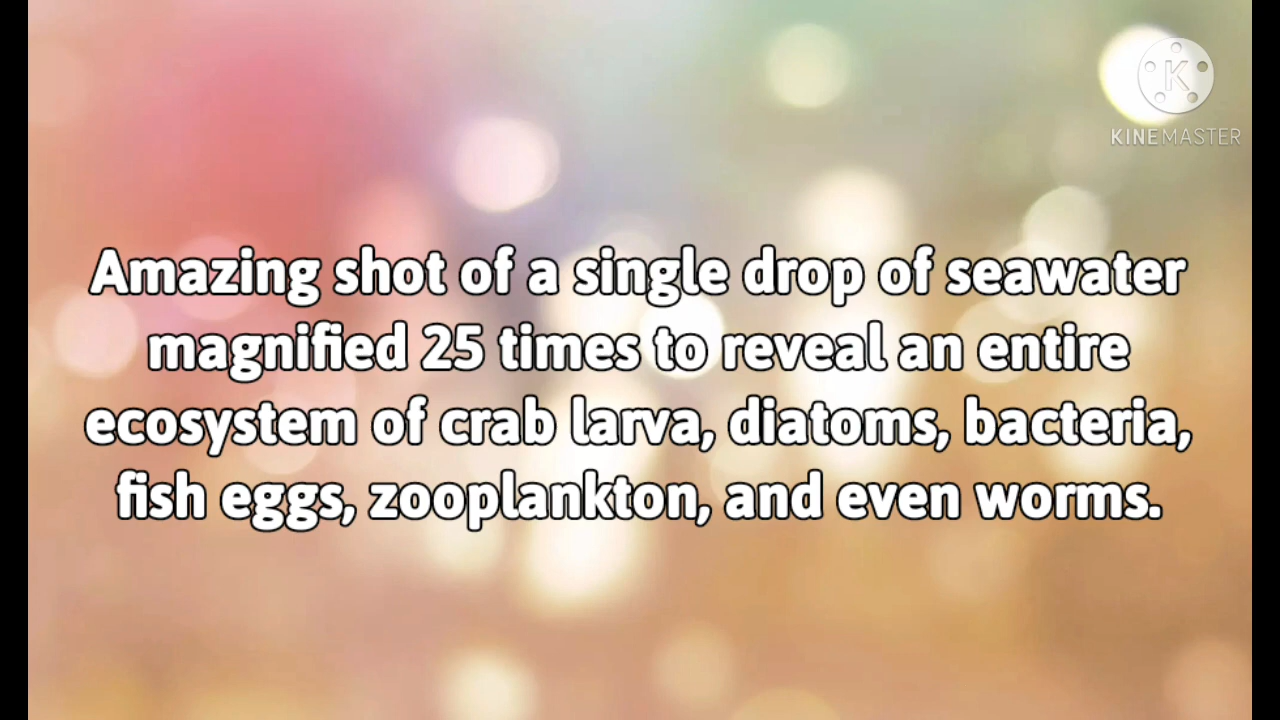 KINEMASTER
Amazing shot of a single drop of seawater
magnified 25 times to reveal an entire
ecosystem of crab larva, diatoms, bacteria,
fish eggs, zooplankton, and even worms.